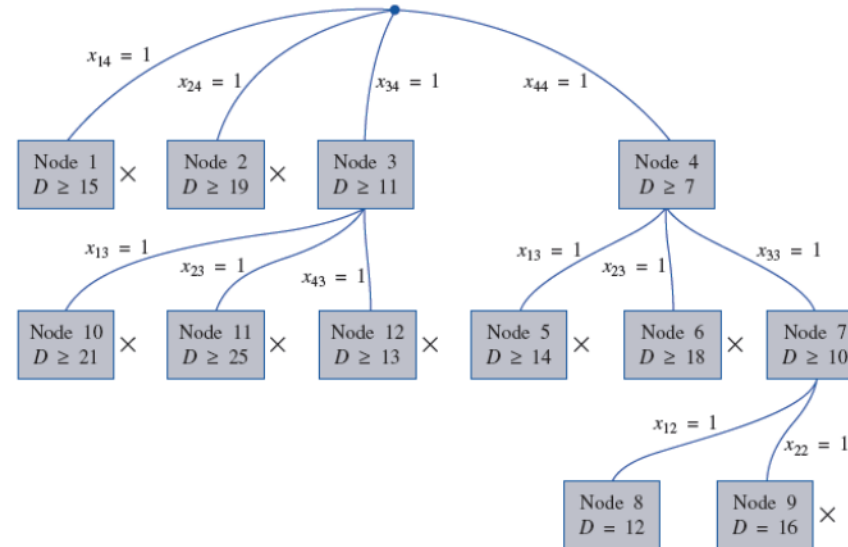 x₁₄ = 1
x₂₄ = 1
x₃₄ = 1
x₄₄ = 1
Node 1
D ≥ 15
×
Node 2
D ≥ 19
×
Node 3
D ≥ 11
Node 4
D ≥ 7
x₁₃ = 1
x₂₃ = 1
x₄₃ = 1
x₁₃ = 1
x₂₃ = 1
x₃₃ = 1
Node 10
D ≥ 21
×
Node 11
D ≥ 25
×
Node 12
D ≥ 13
×
Node 5
D ≥ 14
×
Node 6
D ≥ 18
×
Node 7
D ≥ 10
x₁₂ = 1
x₂₂ = 1
Node 8
D = 12
Node 9
D = 16
×